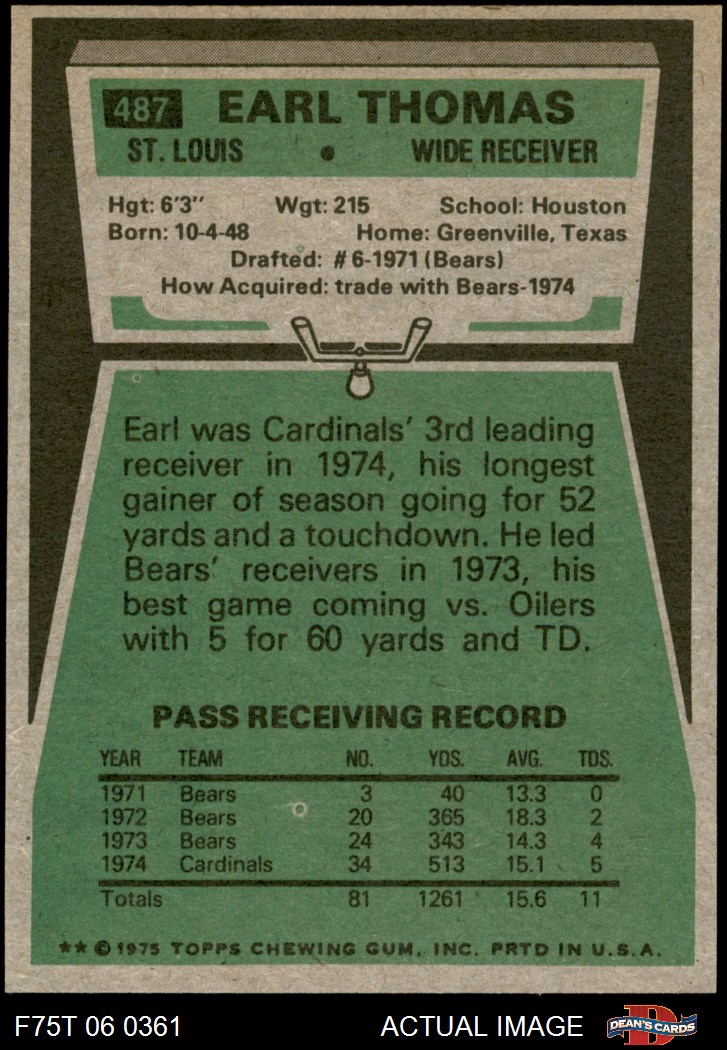 487 EARL THOMAS
ST. LOUIS • WIDE RECEIVER
Hgt: 6'3" Wgt: 215 School: Houston
Born: 10-4-48 Home: Greenville, Texas
Drafted: #6-1971 (Bears)
How Acquired: trade with Bears-1974
Earl was Cardinals' 3rd leading
receiver in 1974, his longest
gainer of season going for 52
yards and a touchdown. He led
Bears' receivers in 1973, his
best game coming vs. Oilers
with 5 for 60 yards and TD.
PASS RECEIVING RECORD
YEAR TEAM NO. YDS. AVG. TDS.
1971 Bears 3 40 13.3 0
1972 Bears 20 365 18.3 2
1973 Bears 24 343 14.3 4
1974 Cardinals 34 513 15.1 5
Totals 81 1261 15.6 11
** © 1975 TOPPS CHEWING GUM, INC. PRTD IN U.S.A.
F75T 06 0361 ACTUAL IMAGE D DEAN'S CARDS